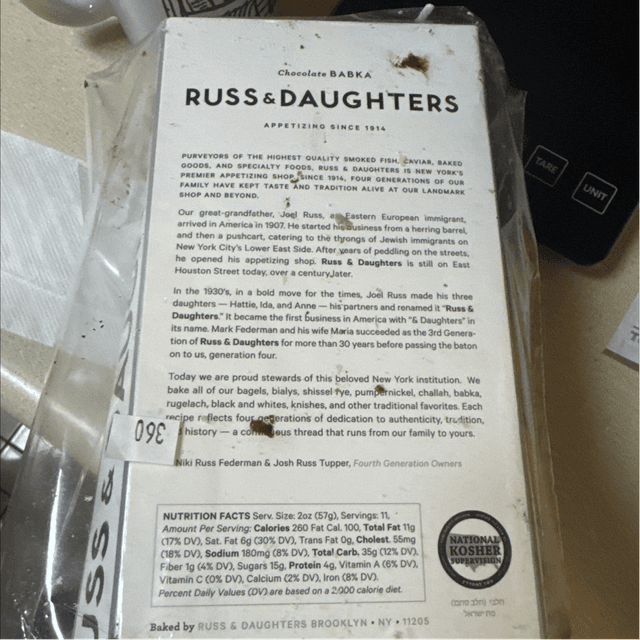 Chocolate BABKA
RUSS & DAUGHTERS
APPETIZING SINCE 1914
PURVEYORS OF THE HIGHEST QUALITY SMOKED FISH, CAVIAR, BAKED
GOODS, AND SPECIALTY FOODS, RUSS & DAUGHTERS IS NEW YORK'S
PREMIER APPETIZING SHOP. SINCE 1914, FOUR GENERATIONS OF OUR
FAMILY HAVE KEPT TASTE AND TRADITION ALIVE AT OUR LANDMARK
SHOP AND BEYOND.
Our great-grandfather, Joel Russ, an Eastern European immigrant,
arrived in America in 1907. He started his business from a herring barrel,
and then a pushcart, catering to the throngs of Jewish immigrants on
New York City's Lower East Side. After years of peddling on the streets,
he opened his appetizing shop. Russ & Daughters is still on East
Houston Street today, over a century later.
In the 1930's, in a bold move for the times, Joel Russ made his three
daughters — Hattie, Ida, and Anne — his partners and renamed it "Russ &
Daughters." It became the first business in America with "& Daughters" in
its name. Mark Federman and his wife Maria succeeded as the 3rd Genera-
tion of Russ & Daughters for more than 30 years before passing the baton
on to us, generation four.
Today we are proud stewards of this beloved New York institution. We
bake all of our bagels, bialys, shissel rye, pumpernickel, challah, babka,
rugelach, black and whites, knishes, and other traditional favorites. Each
recipe reflects four generations of dedication to authenticity, tradition,
history — a continuous thread that runs from our family to yours.
Niki Russ Federman & Josh Russ Tupper, Fourth Generation Owners
NUTRITION FACTS Serv. Size: 2oz (57g), Servings: 11,
Amount Per Serving: Calories 260 Fat Cal. 100, Total Fat 11g
(17% DV), Sat. Fat 6g (30% DV), Trans Fat 0g, Cholest. 55mg
(18% DV), Sodium 180mg (8% DV), Total Carb. 35g (12% DV),
Fiber 1g (4% DV), Sugars 15g, Protein 4g, Vitamin A (6% DV),
Vitamin C (0% DV), Calcium (2% DV), Iron (8% DV).
Percent Daily Values (DV) are based on a 2,000 calorie diet.
NATIONAL
KOSHER
SUPERVISION
Baked by RUSS & DAUGHTERS BROOKLYN • NY • 11205
360
USS &
TARE
UNIT